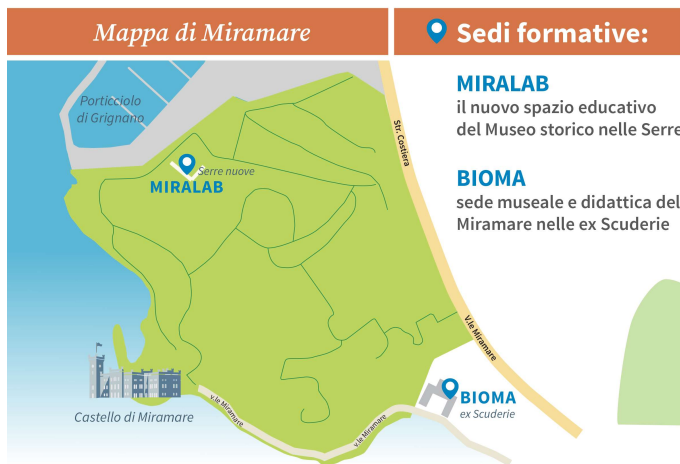 Mappa di Miramare
Sedi formative:
MIRALAB
il nuovo spazio educativo
del Museo storico nelle Serre
BIOMA
sede museale e didattica del
Miramare nelle ex Scuderie
Porticciolo
di Grignano
Str. Costiera
Serre nuove
MIRALAB
V.le Miramare
Castello di Miramare
v.le Miramare
v.le Miramare
BIOMA
ex Scuderie